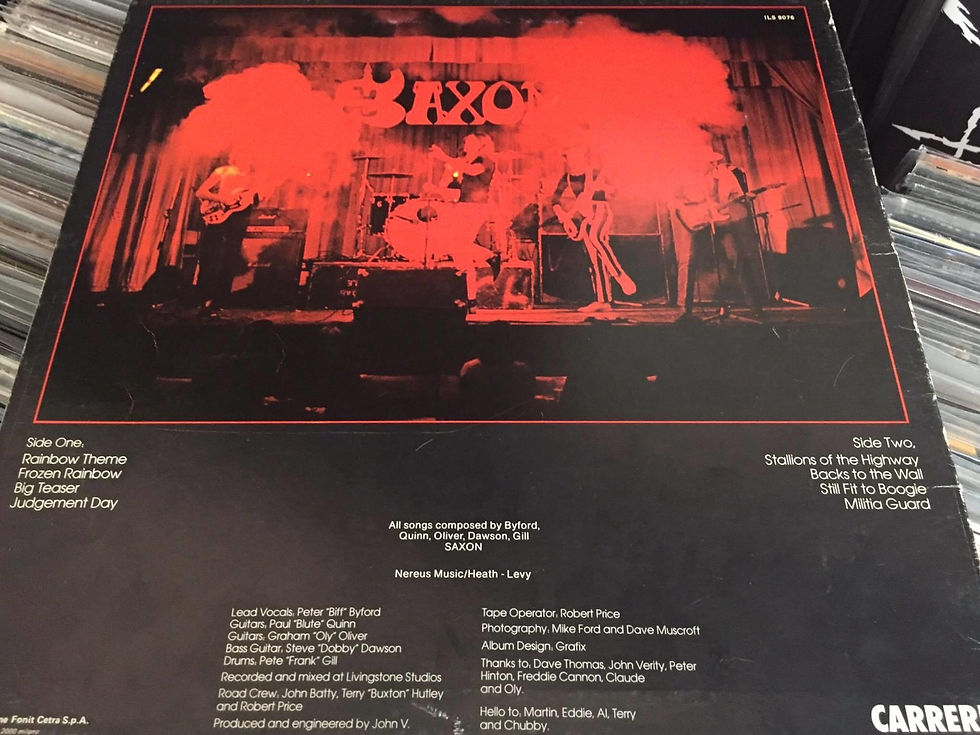 ILS 9076
SAXON
Side One:
Rainbow Theme
Frozen Rainbow
Big Teaser
Judgement Day
Side Two,
Stallions of the Highway
Backs to the Wall
Still Fit to Boogie
Militia Guard
All songs composed by Byford,
Quinn, Oliver, Dawson, Gill
SAXON
Nereus Music/Heath - Levy
Lead Vocals, Peter "Biff" Byford
Guitars, Paul "Blute" Quinn
Guitars, Graham "Oly" Oliver
Bass Guitar, Steve "Dobby" Dawson
Drums, Pete "Frank" Gill
Recorded and mixed at Livingstone Studios
Road Crew, John Batty, Terry "Buxton" Hutley
and Robert Price
Produced and engineered by John V.
Tape Operator, Robert Price
Photography, Mike Ford and Dave Muscroft
Album Design, Grafix
Thanks to, Dave Thomas, John Verity, Peter
Hinton, Freddie Cannon, Claude
and Oly.
Hello to, Martin, Eddie, Al, Terry
and Chubby.
ne Fonit Cetra S.p.A.
2000 milano
CARRER